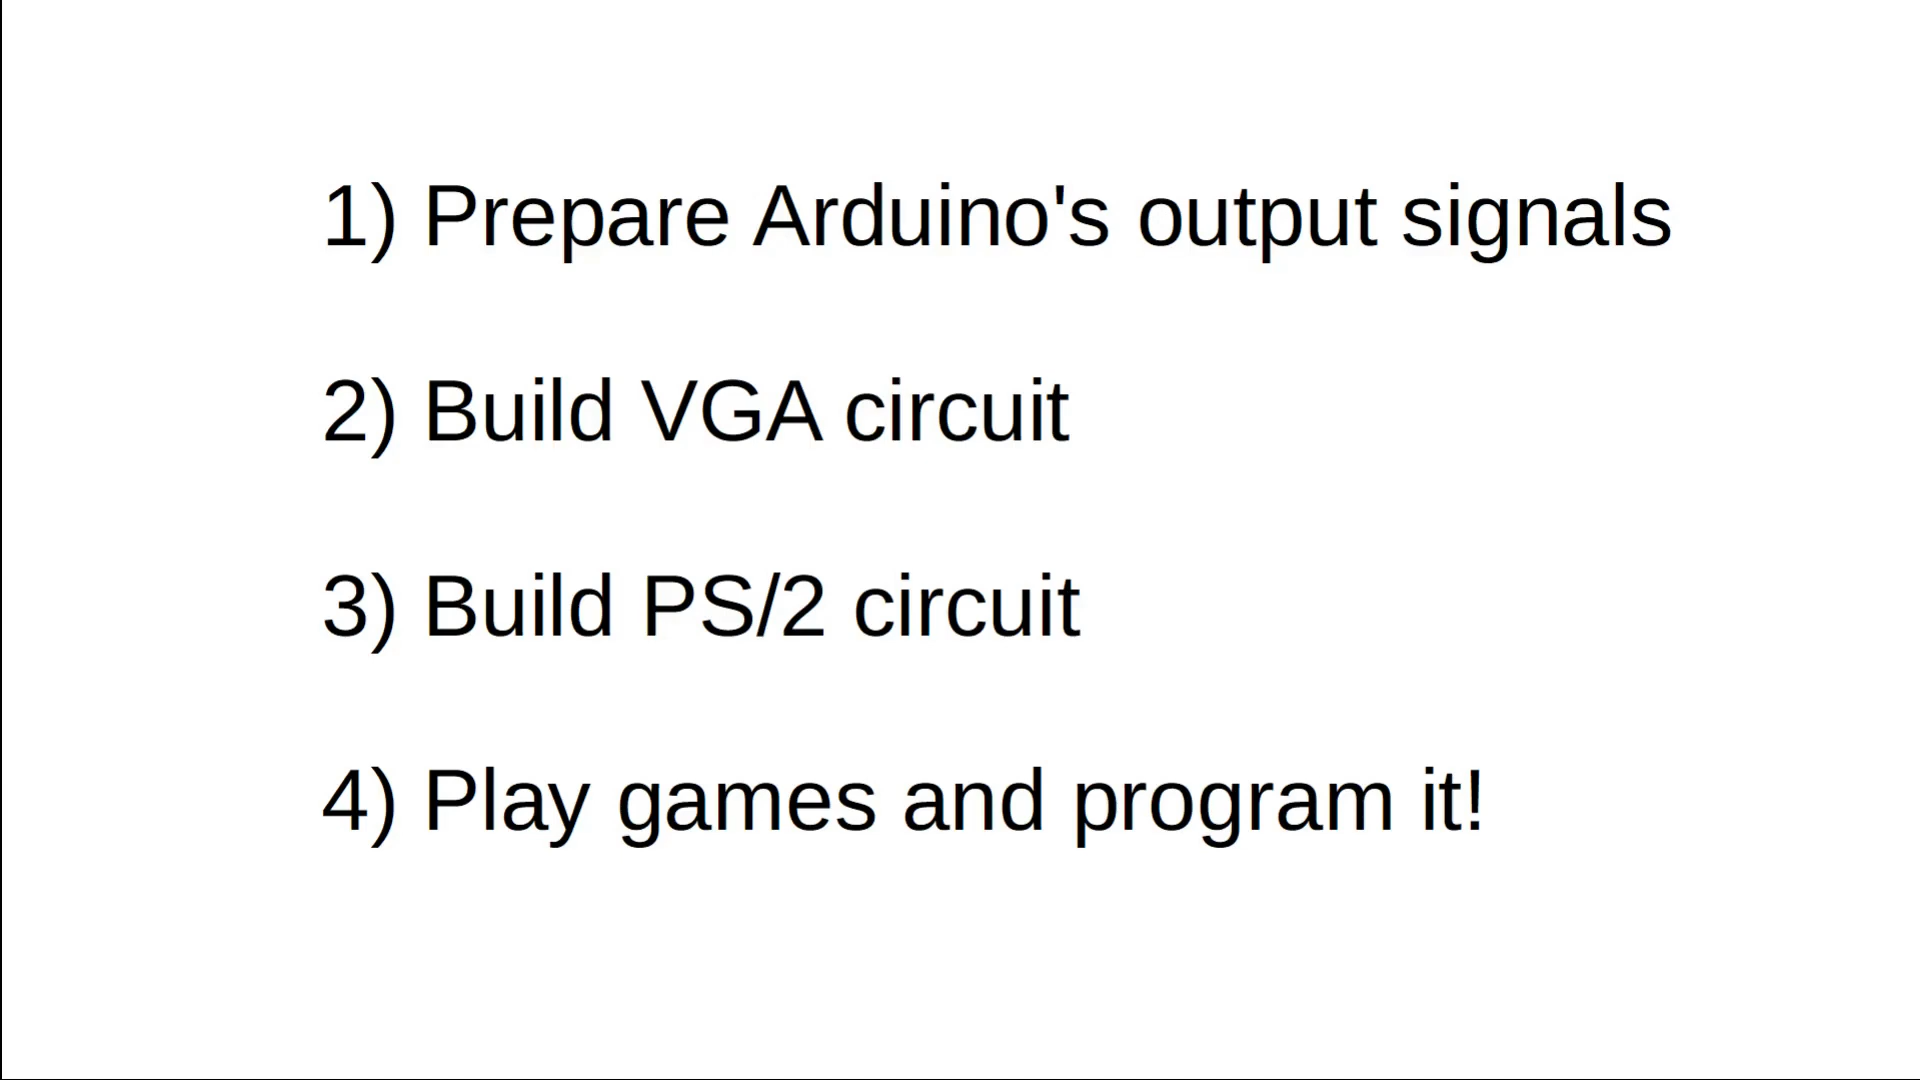 1) Prepare Arduino's output signals
2) Build VGA circuit
3) Build PS/2 circuit
4) Play games and program it!